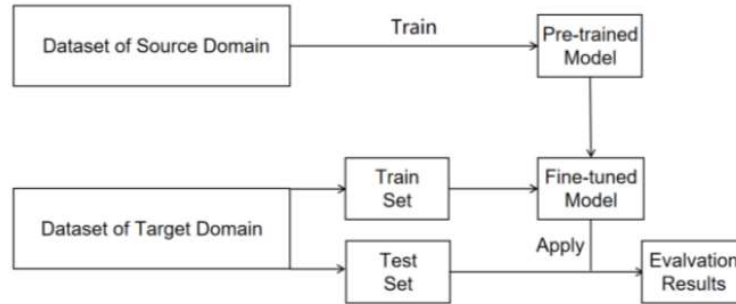 Dataset of Source Domain
Train
Pre-trained
Model
Dataset of Target Domain
Train
Set
Fine-tuned
Model
Test
Set
Apply
Evalvation
Results